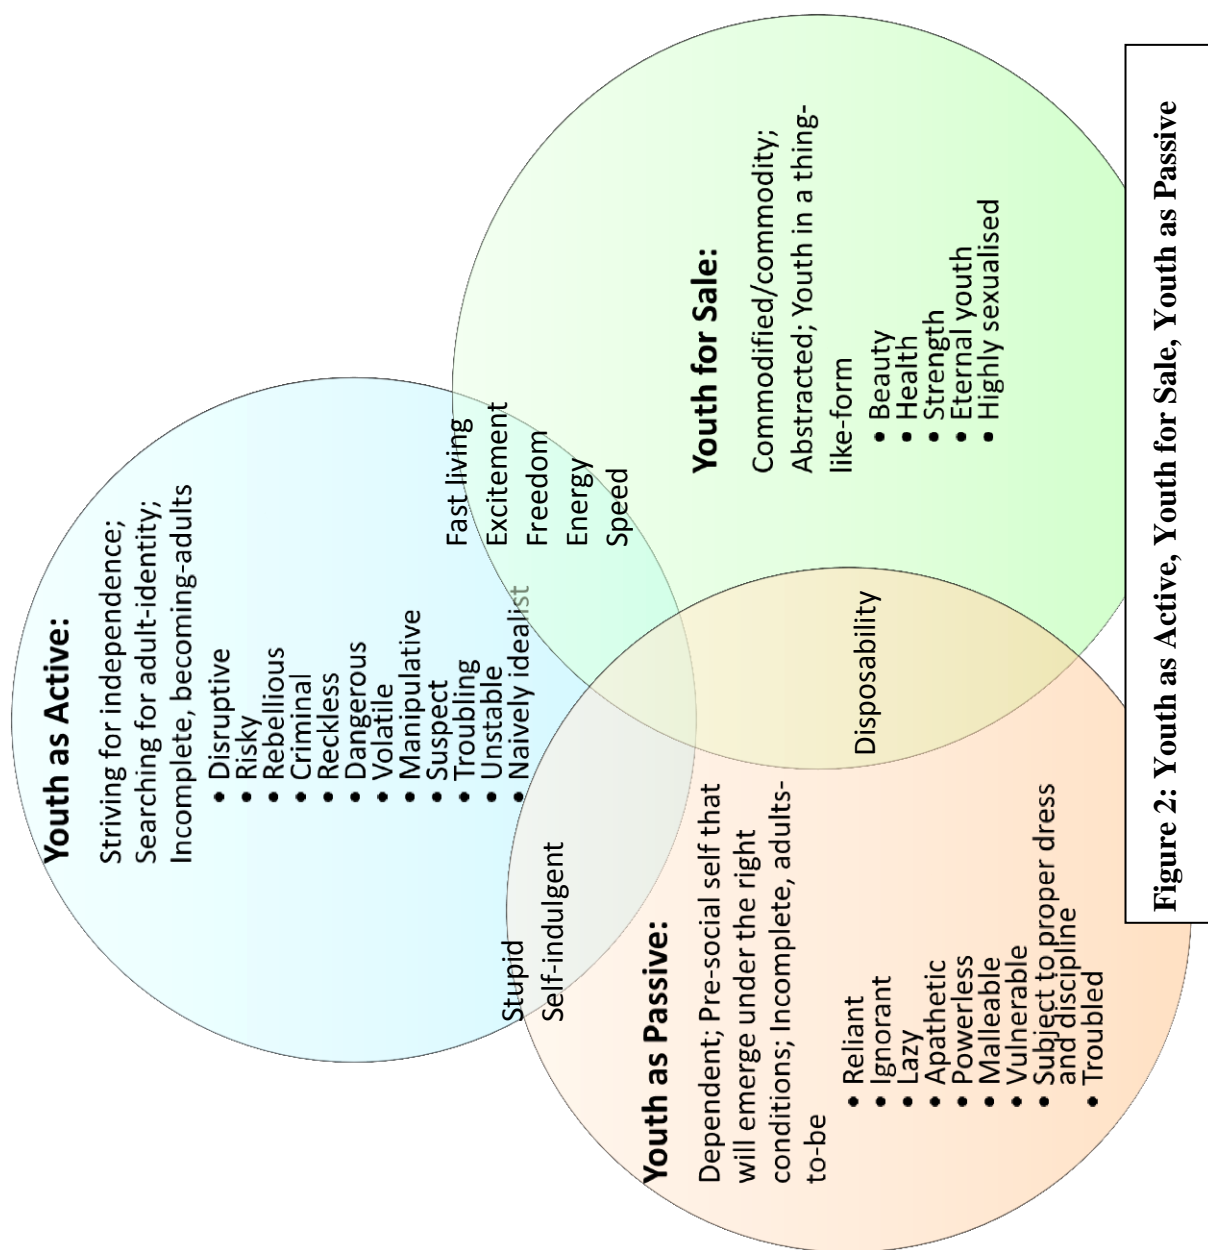 Youth as Active:
Striving for independence;
Searching for adult-identity;
Incomplete, becoming-adults
• Disruptive
• Risky
• Rebellious
• Criminal
• Reckless
• Dangerous
• Volatile
• Manipulative
• Suspect
• Troubling
• Unstable
• Naively idealist
Stupid
Self-indulgent
Fast living
Excitement
Freedom
Energy
Speed
Youth as Passive:
Dependent; Pre-social self that
will emerge under the right
conditions; Incomplete, adults-
to-be
• Reliant
• Ignorant
• Lazy
• Apathetic
• Powerless
• Malleable
• Vulnerable
• Subject to proper dress
and discipline
• Troubled
Disposability
Youth for Sale:
Commodified/commodity;
Abstracted; Youth in a thing-
like-form
• Beauty
• Health
• Strength
• Eternal youth
• Highly sexualised
Figure 2: Youth as Active, Youth for Sale, Youth as Passive